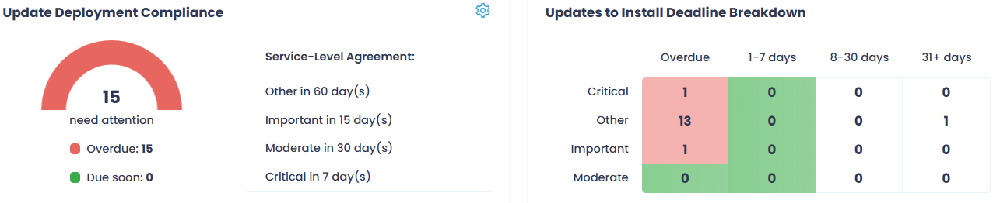 Update Deployment Compliance
15
need attention
Overdue: 15
Due soon: 0
Service-Level Agreement:
Other in 60 day(s)
Important in 15 day(s)
Moderate in 30 day(s)
Critical in 7 day(s)
Updates to Install Deadline Breakdown
Overdue 1-7 days 8-30 days 31+ days
Critical 1 0 0 0
Other 13 0 0 1
Important 1 0 0 0
Moderate 0 0 0 0